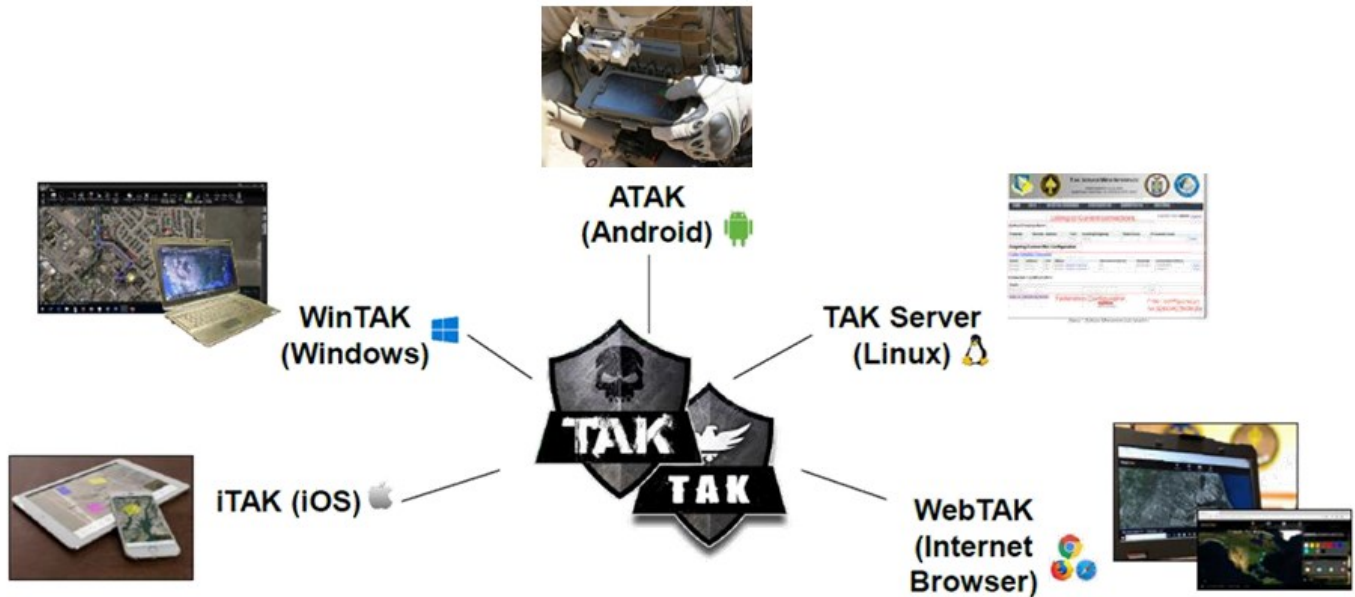 ATAK
(Android)
WinTAK
(Windows)
TAK Server
(Linux)
TAK
TAK
iTAK (iOS)
WebTAK
(Internet
Browser)